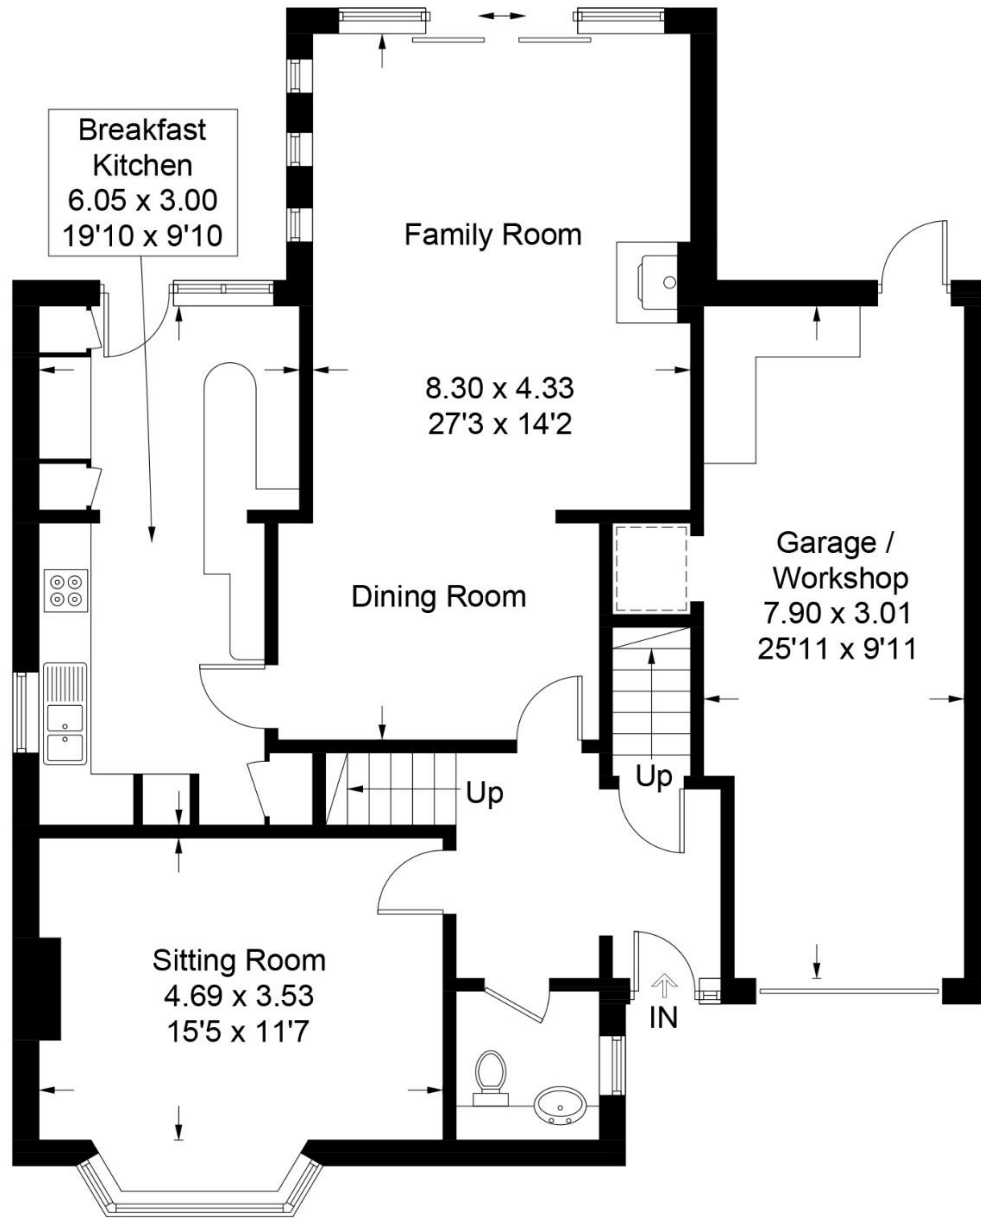 Breakfast
Kitchen
6.05 x 3.00
19'10 x 9'10
Family Room
8.30 x 4.33
27'3 x 14'2
Dining Room
Garage /
Workshop
7.90 x 3.01
25'11 x 9'11
Up
Up
Sitting Room
4.69 x 3.53
15'5 x 11'7
IN